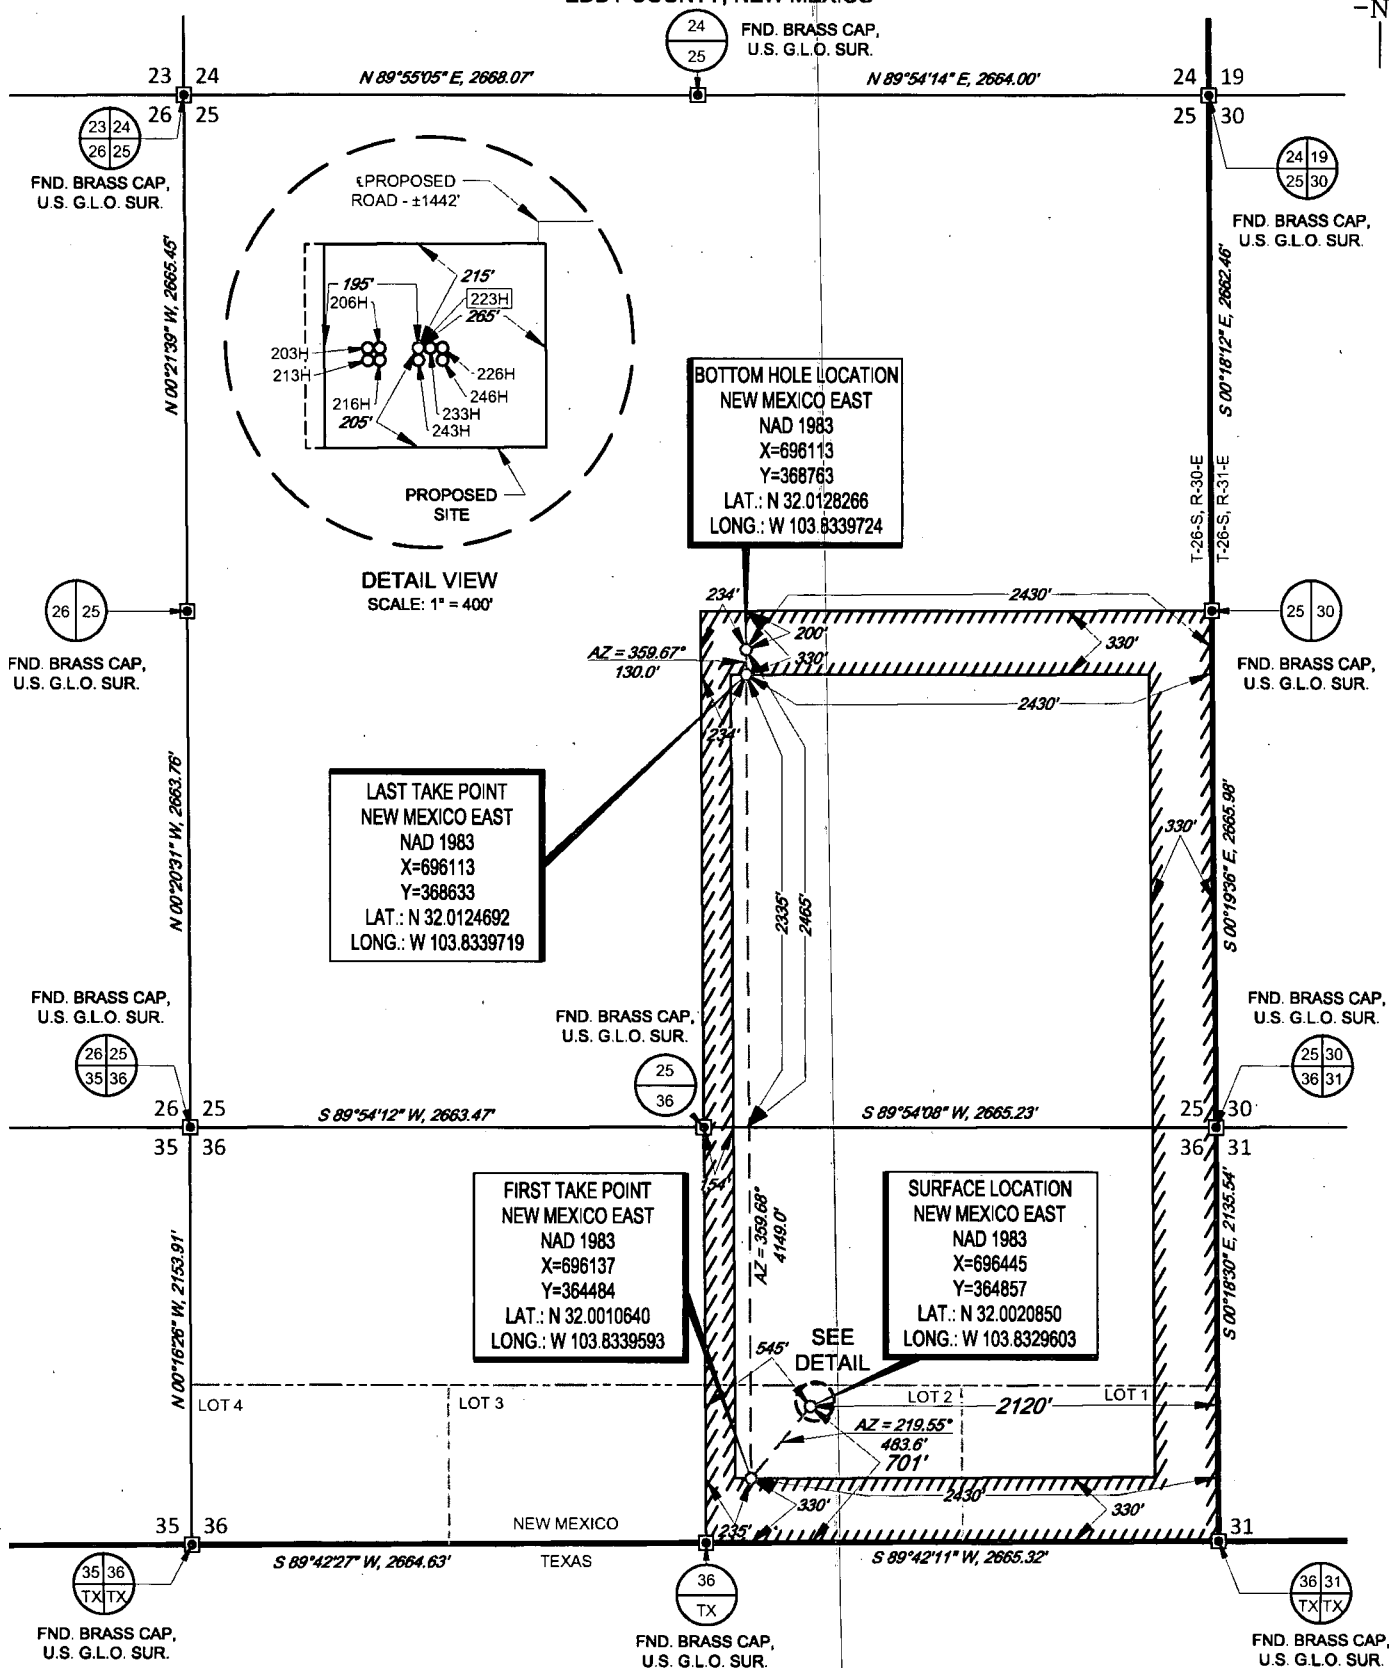 EDDY COUNTY, NEW MEXICO
24
25
FND. BRASS CAP,
U.S. G.L.O. SUR.
23 24
26 25
N 89°55'05" E, 2668.07'
N 89°54'14" E, 2664.00'
24 19
25 30
23 24
26 25
FND. BRASS CAP,
U.S. G.L.O. SUR.
24 19
25 30
FND. BRASS CAP,
U.S. G.L.O. SUR.
℄PROPOSED
ROAD - ±1442'
195'
215'
206H
223H
265'
203H
213H
226H
246H
216H
233H
205'
243H
PROPOSED
SITE
DETAIL VIEW
SCALE: 1" = 400'
N 00°21'39" W, 2665.45'
S 00°18'12" E, 2662.46'
T-26-S, R-30-E
T-26-S, R-31-E
BOTTOM HOLE LOCATION
NEW MEXICO EAST
NAD 1983
X=696113
Y=368763
LAT.: N 32.0128266
LONG.: W 103.8339724
26 25
FND. BRASS CAP,
U.S. G.L.O. SUR.
25 30
FND. BRASS CAP,
U.S. G.L.O. SUR.
234'
2430'
200'
330'
330'
AZ = 359.67°
130.0'
2430'
234'
LAST TAKE POINT
NEW MEXICO EAST
NAD 1983
X=696113
Y=368633
LAT.: N 32.0124692
LONG.: W 103.8339719
N 00°20'31" W, 2663.76'
2335'
2465'
330'
S 00°19'36" E, 2665.98'
FND. BRASS CAP,
U.S. G.L.O. SUR.
26 25
35 36
FND. BRASS CAP,
U.S. G.L.O. SUR.
25
36
FND. BRASS CAP,
U.S. G.L.O. SUR.
25 30
36 31
26 25
35 36
S 89°54'12" W, 2663.47'
S 89°54'08" W, 2665.23'
25 30
36 31
154'
FIRST TAKE POINT
NEW MEXICO EAST
NAD 1983
X=696137
Y=364484
LAT.: N 32.0010640
LONG.: W 103.8339593
AZ = 359.68°
4149.0'
SURFACE LOCATION
NEW MEXICO EAST
NAD 1983
X=696445
Y=364857
LAT.: N 32.0020850
LONG.: W 103.8329603
N 00°16'26" W, 2153.91'
S 00°18'30" E, 2135.54'
545'
SEE
DETAIL
LOT 4
LOT 3
LOT 2
LOT 1
2120'
AZ = 219.55°
483.6'
701'
2430'
330'
330'
235'
35 36
NEW MEXICO
TEXAS
31
S 89°42'27" W, 2664.63'
S 89°42'11" W, 2665.32'
35 36
TX TX
FND. BRASS CAP,
U.S. G.L.O. SUR.
36
TX
FND. BRASS CAP,
U.S. G.L.O. SUR.
36 31
TX TX
FND. BRASS CAP,
U.S. G.L.O. SUR.